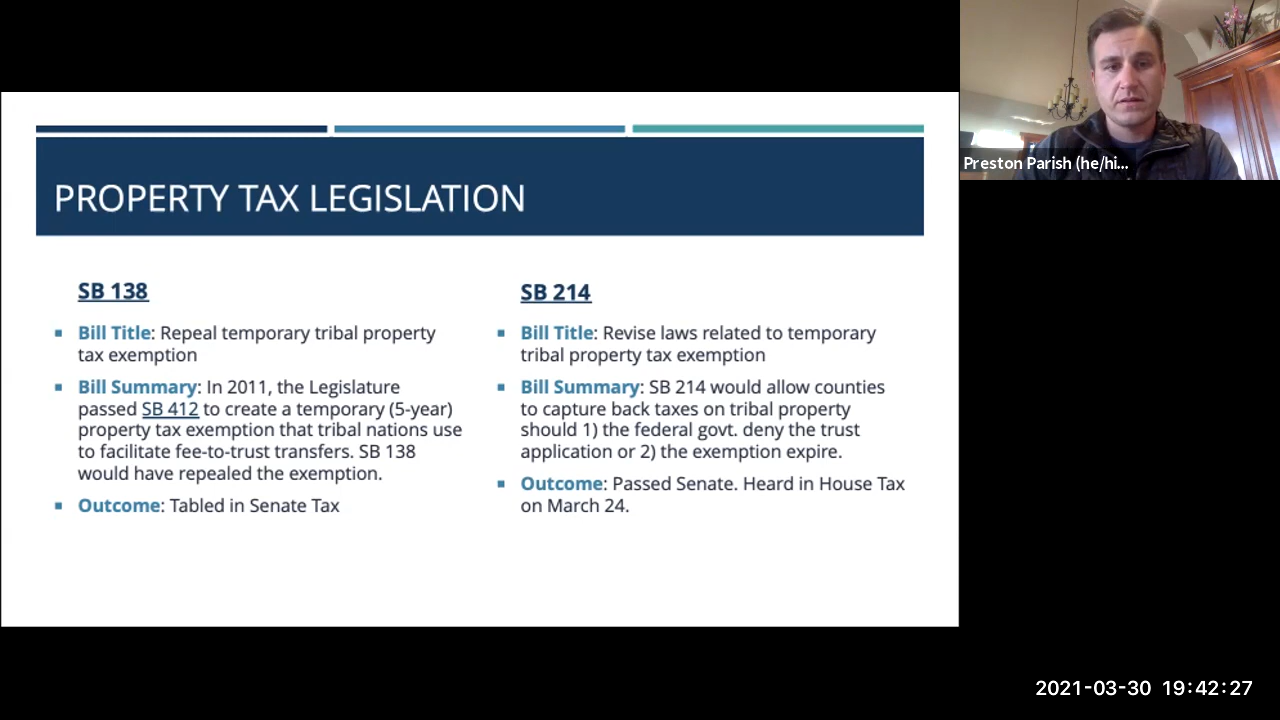 PROPERTY TAX LEGISLATION
SB 138
▪ Bill Title: Repeal temporary tribal property
tax exemption
▪ Bill Summary: In 2011, the Legislature
passed SB 412 to create a temporary (5-year)
property tax exemption that tribal nations use
to facilitate fee-to-trust transfers. SB 138
would have repealed the exemption.
▪ Outcome: Tabled in Senate Tax
SB 214
▪ Bill Title: Revise laws related to temporary
tribal property tax exemption
▪ Bill Summary: SB 214 would allow counties
to capture back taxes on tribal property
should 1) the federal govt. deny the trust
application or 2) the exemption expire.
▪ Outcome: Passed Senate. Heard in House Tax
on March 24.
Preston Parish (he/hi...
2021-03-30 19:42:27